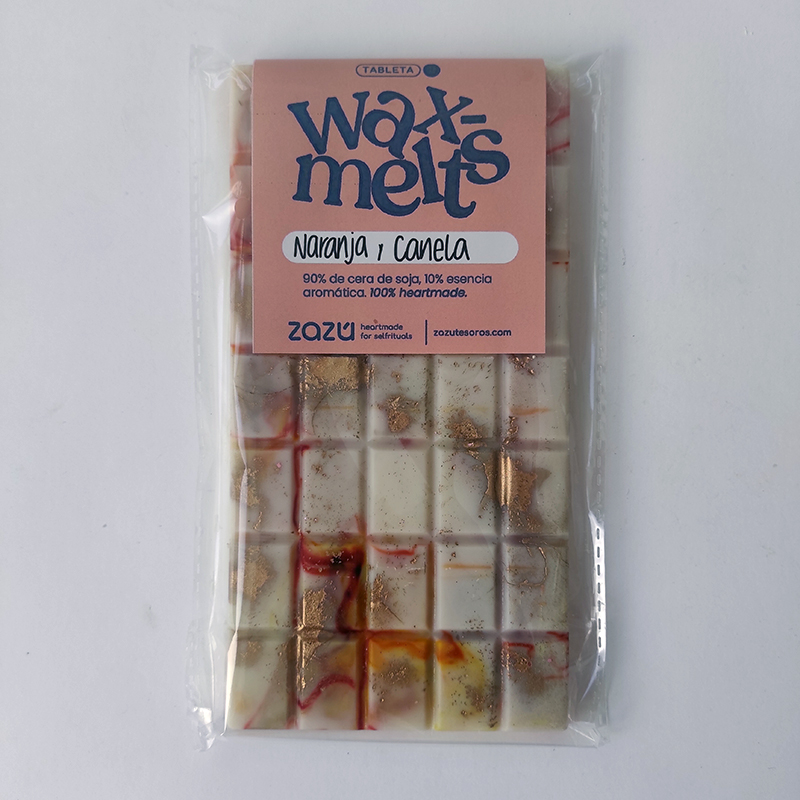 TABLETA
wax-
melts
Naranja y Canela
90% de cera de soja, 10% esencia
aromática. 100% heartmade.
zazú heartmade
for selfrituals
zazutesoros.com